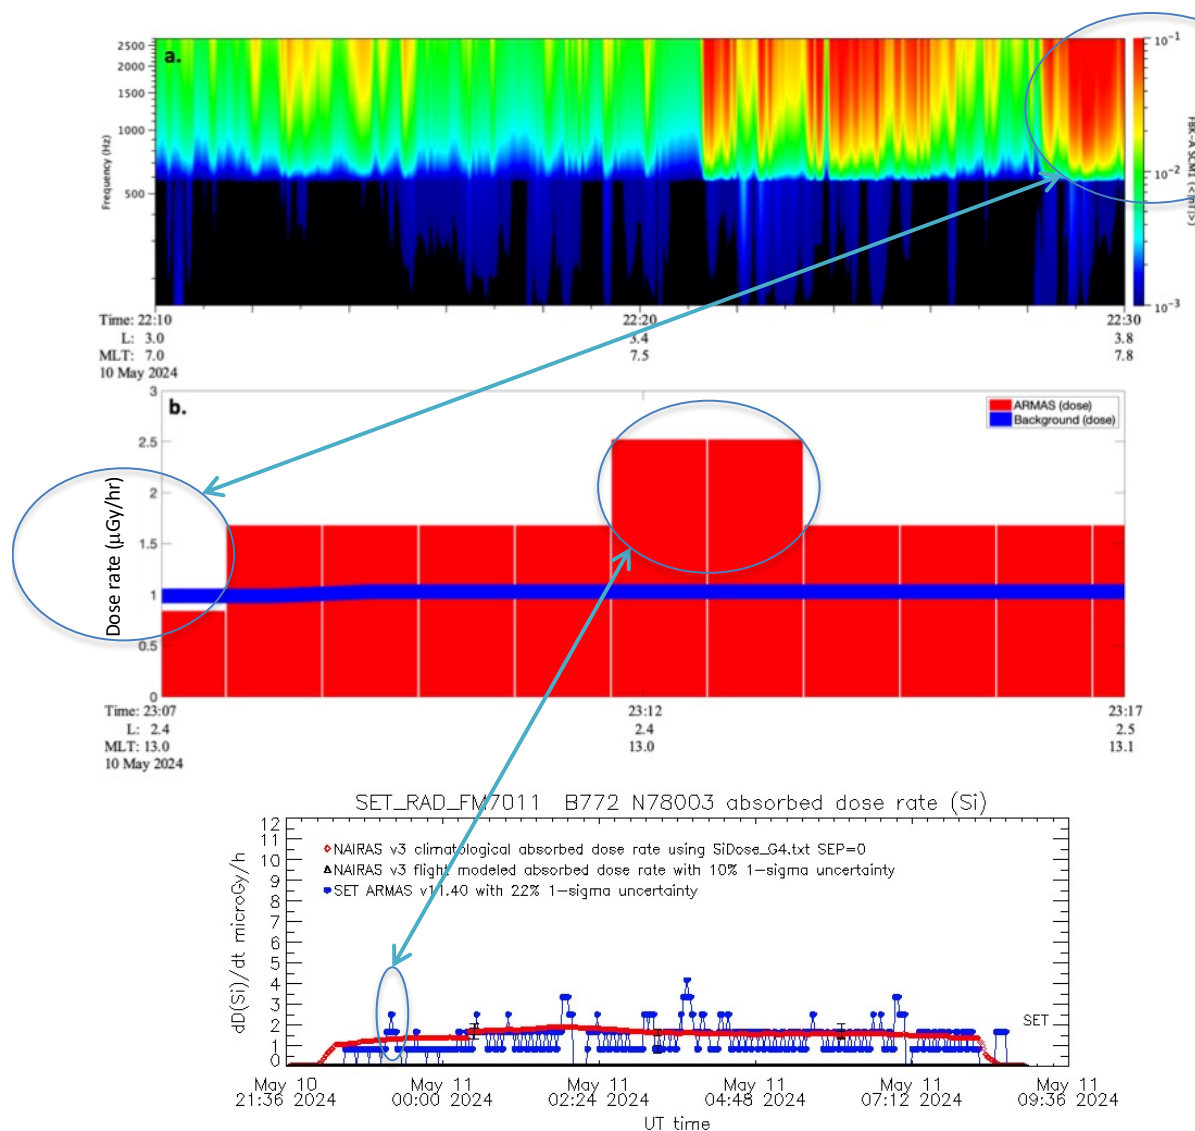 a.
2500
2000
1500
1000
500
Frequency (Hz)
10⁻¹
10⁻²
10⁻³
Time: 22:10 22:20 22:30
L: 3.0 3.4 3.8
MLT: 7.0 7.5 7.8
10 May 2024
b.
3
2.5
2
1.5
1
0.5
0
Dose rate (μGy/hr)
ARMAS (dose)
Background (dose)
Time: 23:07 23:12 23:17
L: 2.4 2.4 2.5
MLT: 13.0 13.0 13.1
10 May 2024
SET_RAD_FM7011 B772 N78003 absorbed dose rate (Si)
NAIRAS v3 climatological absorbed dose rate using SiDose_G4.txt SEP=0
NAIRAS v3 flight modeled absorbed dose rate with 10% 1-sigma uncertainty
SET ARMAS v11.40 with 22% 1-sigma uncertainty
12
11
10
9
8
7
6
5
4
3
2
1
0
dD(Si)/dt microGy/h
SET
May 10 May 11 May 11 May 11 May 11 May 11
21:36 2024 00:00 2024 02:24 2024 04:48 2024 07:12 2024 09:36 2024
UT time